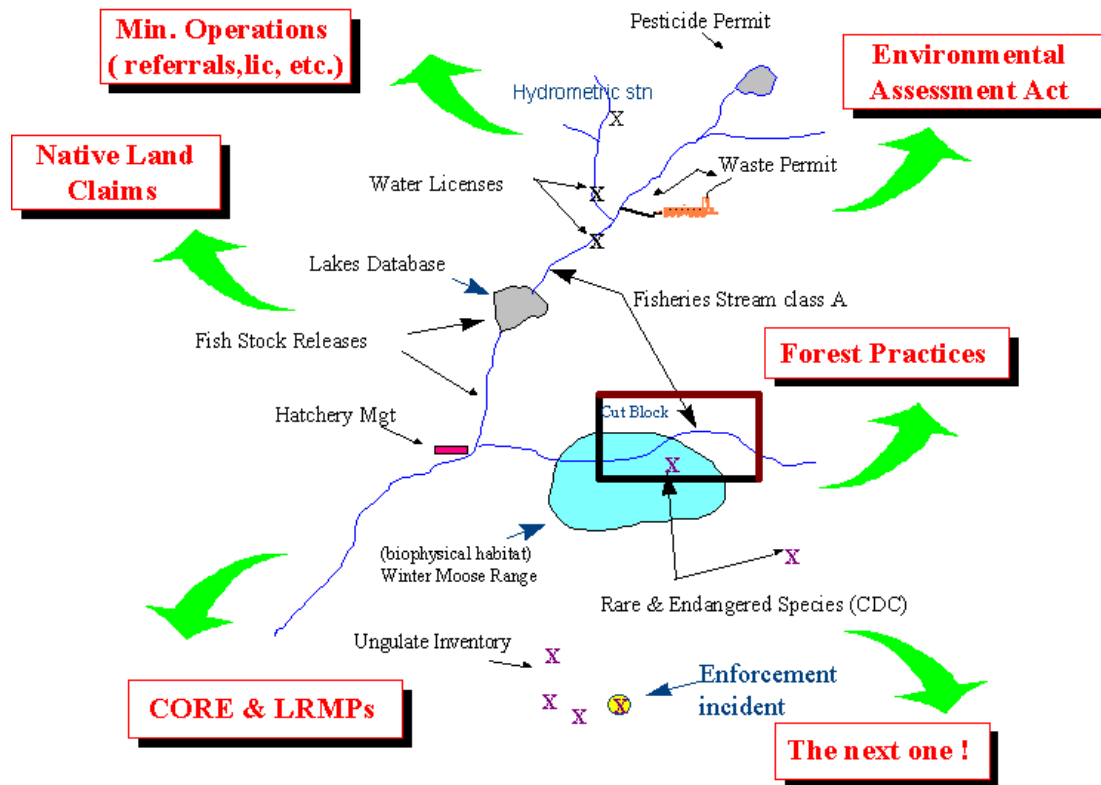 Pesticide Permit
Min. Operations
( referrals,lic, etc.)
Environmental
Assessment Act
Hydrometric stn
X
Native Land
Claims
Waste Permit
Water Licenses
X
X
Lakes Database
Fisheries Stream class A
Fish Stock Releases
Forest Practices
Cut Block
Hatchery Mgt
X
(biophysical habitat)
Winter Moose Range
X
Rare & Endangered Species (CDC)
Ungulate Inventory
X
Enforcement
incident
X
X
X
CORE & LRMPs
The next one !